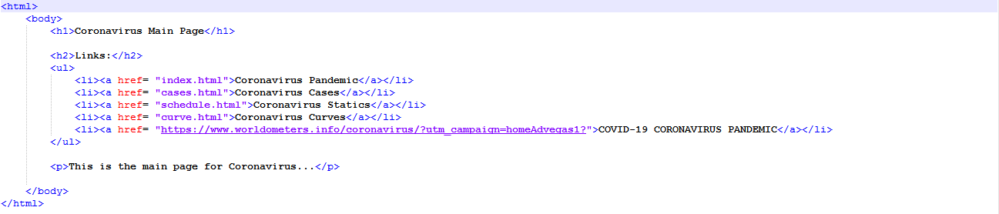 <html>
<body>
<h1>Coronavirus Main Page</h1>
<h2>Links:</h2>
<ul>
<li><a href= "index.html">Coronavirus Pandemic</a></li>
<li><a href= "cases.html">Coronavirus Cases</a></li>
<li><a href= "schedule.html">Coronavirus Statics</a></li>
<li><a href= "curve.html">Coronavirus Curves</a></li>
<li><a href= "https://www.worldometers.info/coronavirus/?utm_campaign=homeAdvegas1?">COVID-19 CORONAVIRUS PANDEMIC</a></li>
</ul>
<p>This is the main page for Coronavirus...</p>
</body>
</html>